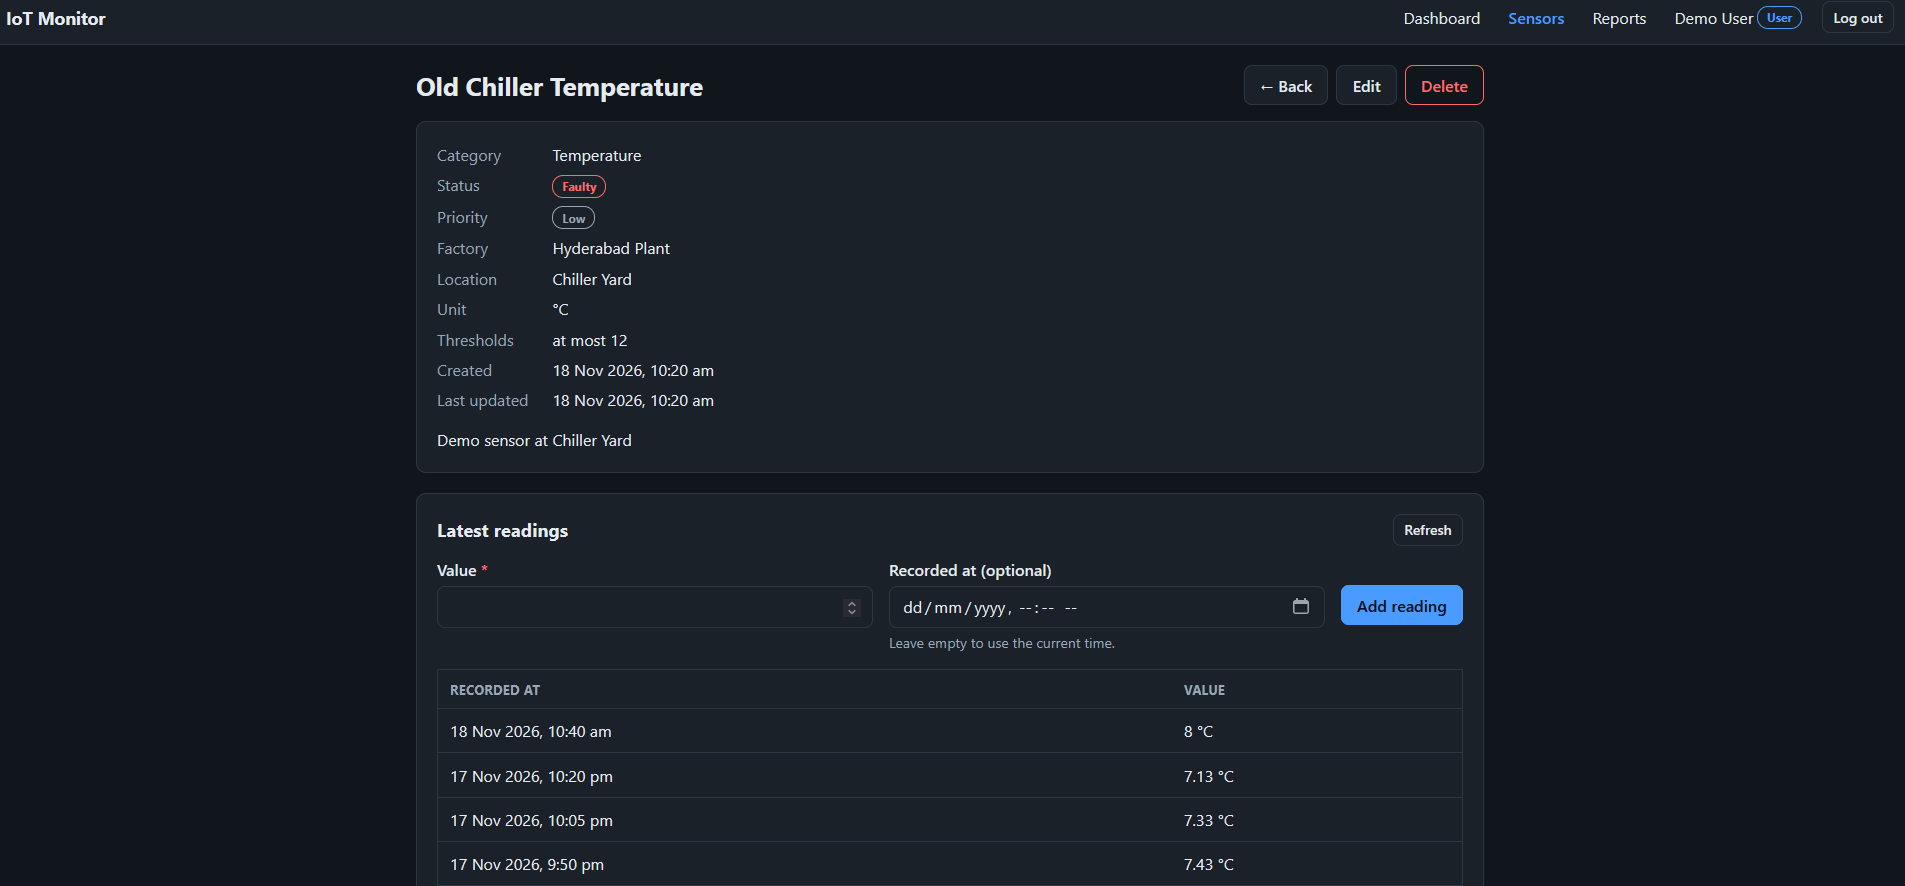 IoT Monitor
Dashboard Sensors Reports Demo User User Log out
Old Chiller Temperature
← Back Edit Delete
Category Temperature
Status Faulty
Priority Low
Factory Hyderabad Plant
Location Chiller Yard
Unit °C
Thresholds at most 12
Created 18 Nov 2026, 10:20 am
Last updated 18 Nov 2026, 10:20 am
Demo sensor at Chiller Yard
Latest readings
Refresh
Value *
Recorded at (optional)
dd/mm/yyyy, --:-- --
Add reading
Leave empty to use the current time.
RECORDED AT VALUE
18 Nov 2026, 10:40 am 8 °C
17 Nov 2026, 10:20 pm 7.13 °C
17 Nov 2026, 10:05 pm 7.33 °C
17 Nov 2026, 9:50 pm 7.43 °C